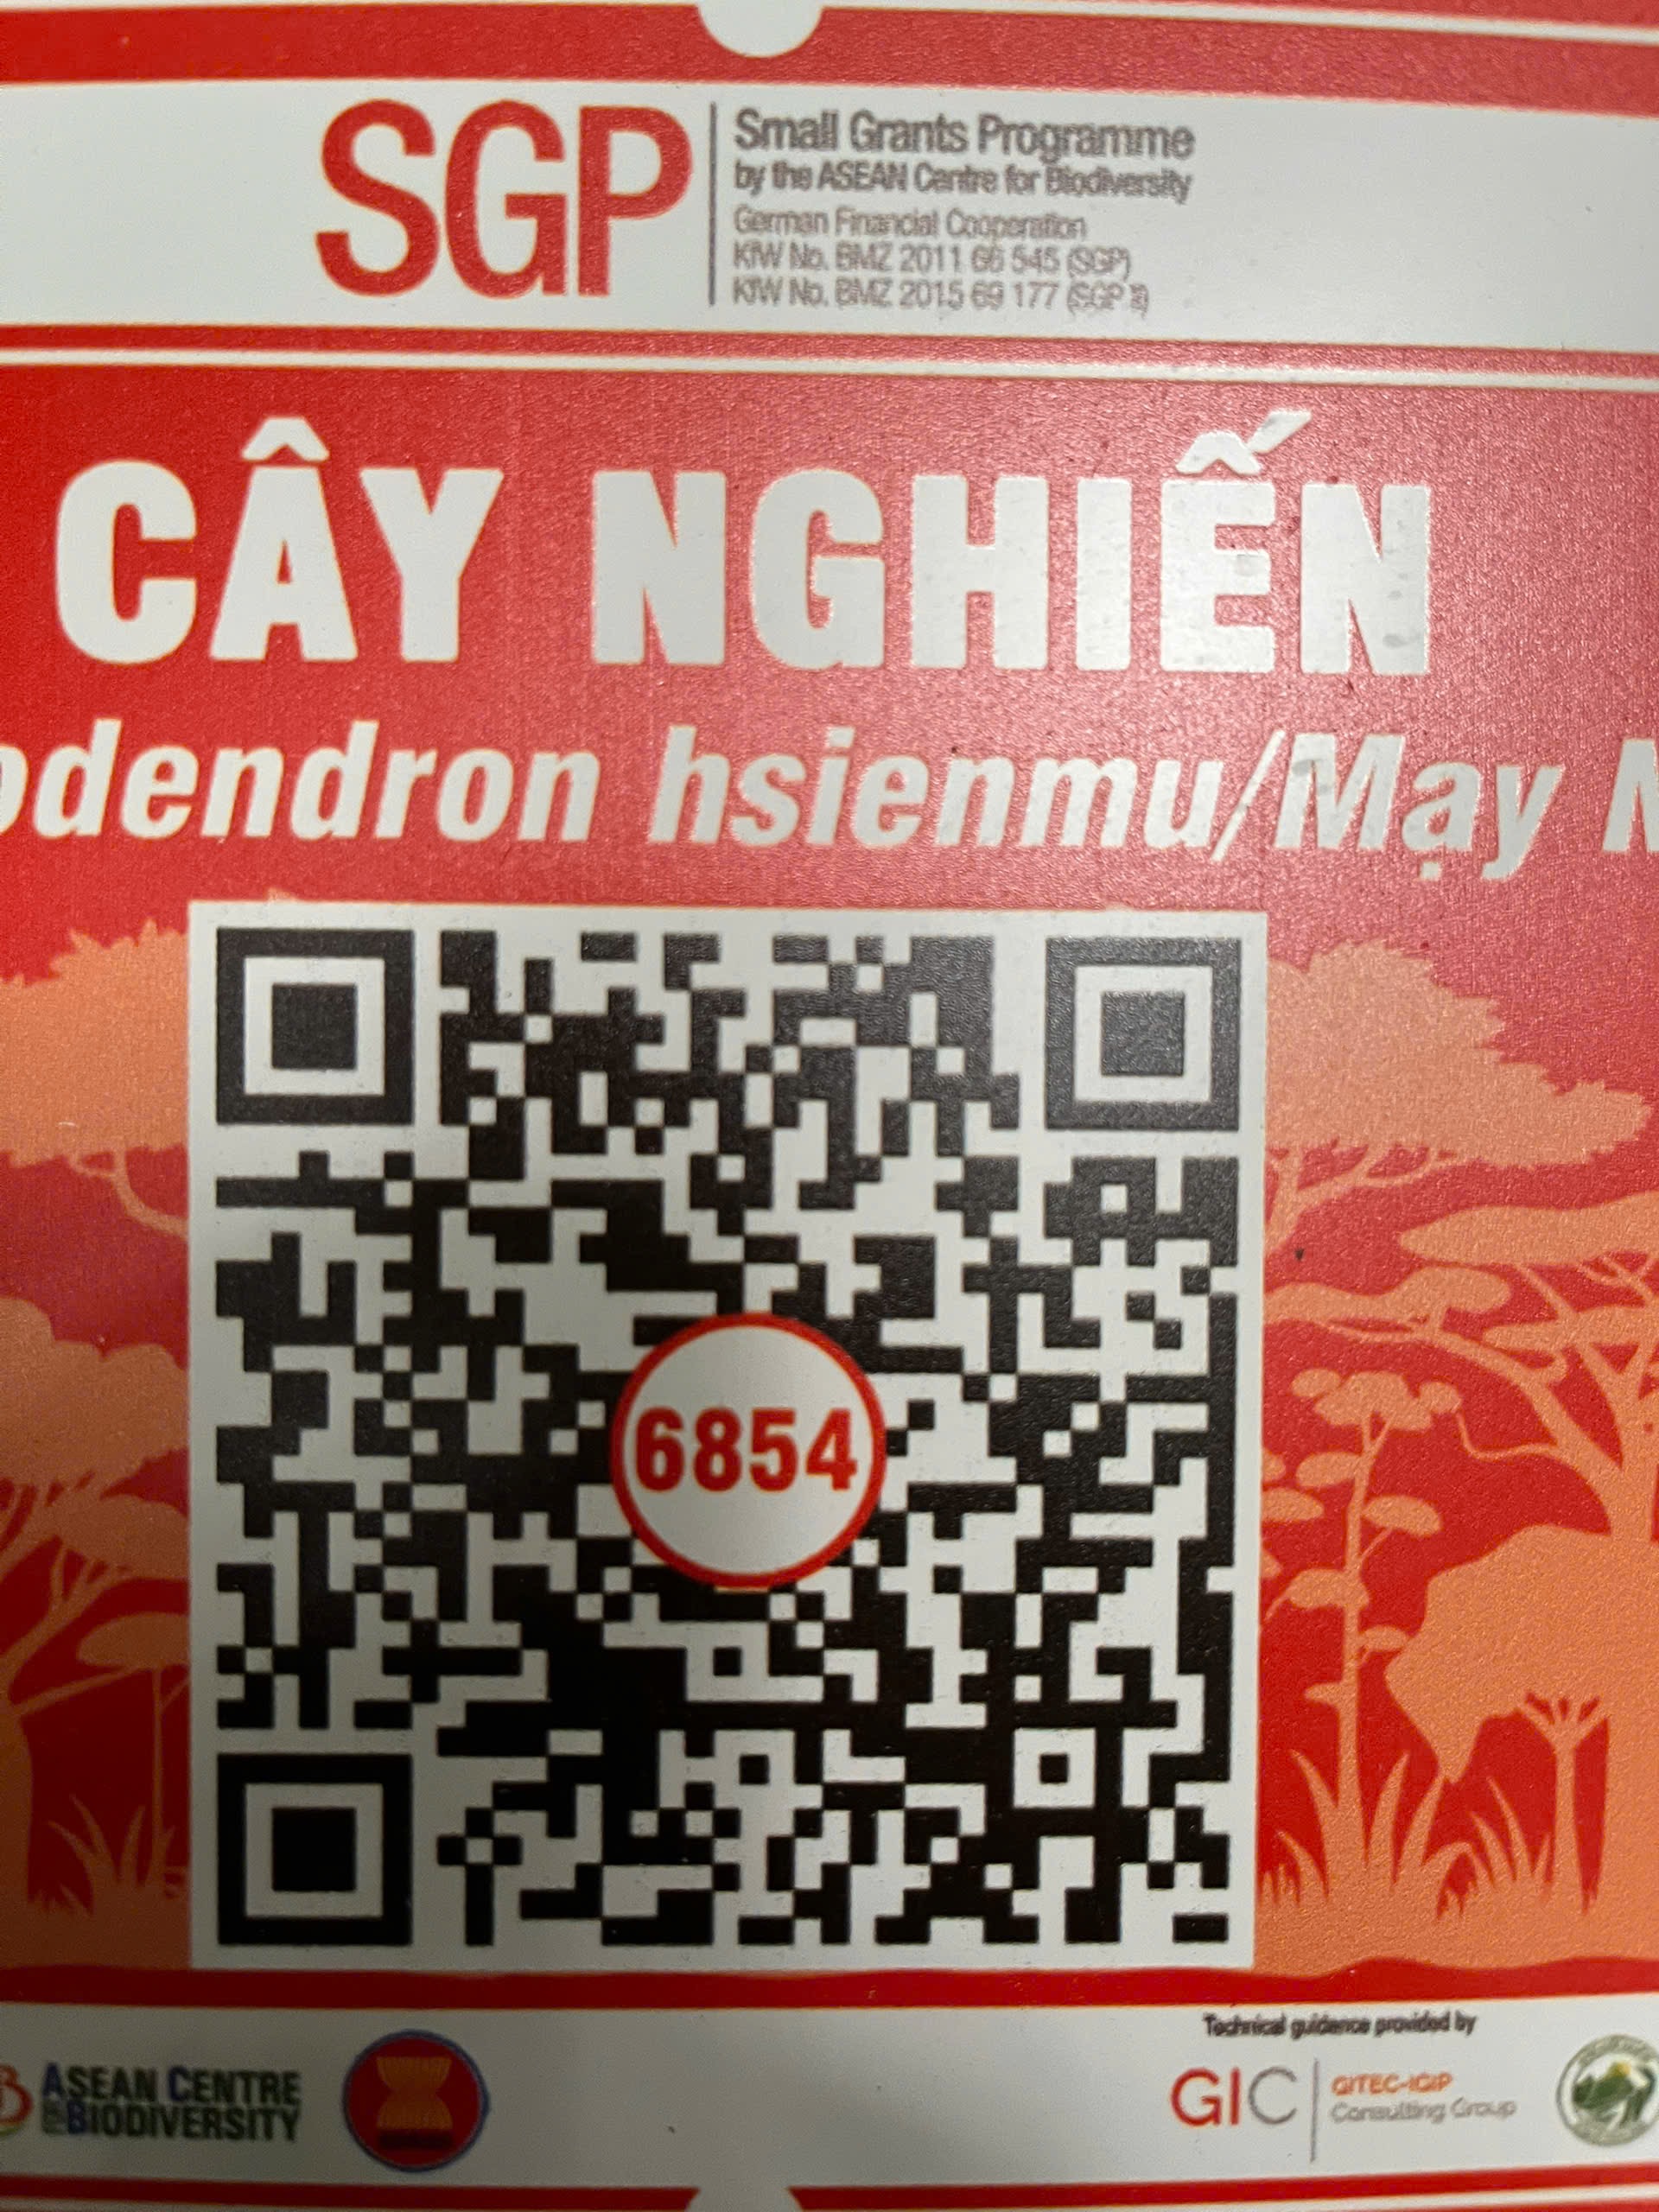 SGP
Small Grants Programme
by the ASEAN Centre for Biodiversity
German Financial Cooperation
KfW No. BMZ 2011 66 545 (SGP)
KfW No. BMZ 2015 69 177 (SGP II)
CÂY NGHIẾN
odendron hsienmu/Mạy N
6854
ASEAN CENTRE
FOR BIODIVERSITY
Technical guidance provided by
GIC
GITEC-IGIP
Consulting Group